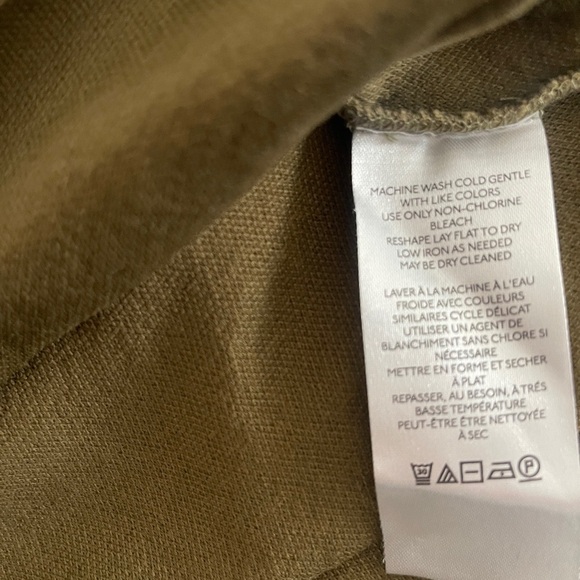 MACHINE WASH COLD GENTLE
WITH LIKE COLORS
USE ONLY NON-CHLORINE
BLEACH
RESHAPE LAY FLAT TO DRY
LOW IRON AS NEEDED
MAY BE DRY CLEANED
LAVER À LA MACHINE À L'EAU
FROIDE AVEC COULEURS
SIMILAIRES CYCLE DÉLICAT
UTILISER UN AGENT DE
BLANCHIMENT SANS CHLORE SI
NÉCESSAIRE
METTRE EN FORME ET SECHER
À PLAT
REPASSER, AU BESOIN, À TRÉS
BASSE TEMPÉRATURE
PEUT-ÊTRE ÊTRE NETTOYÉE
À SEC
30 P